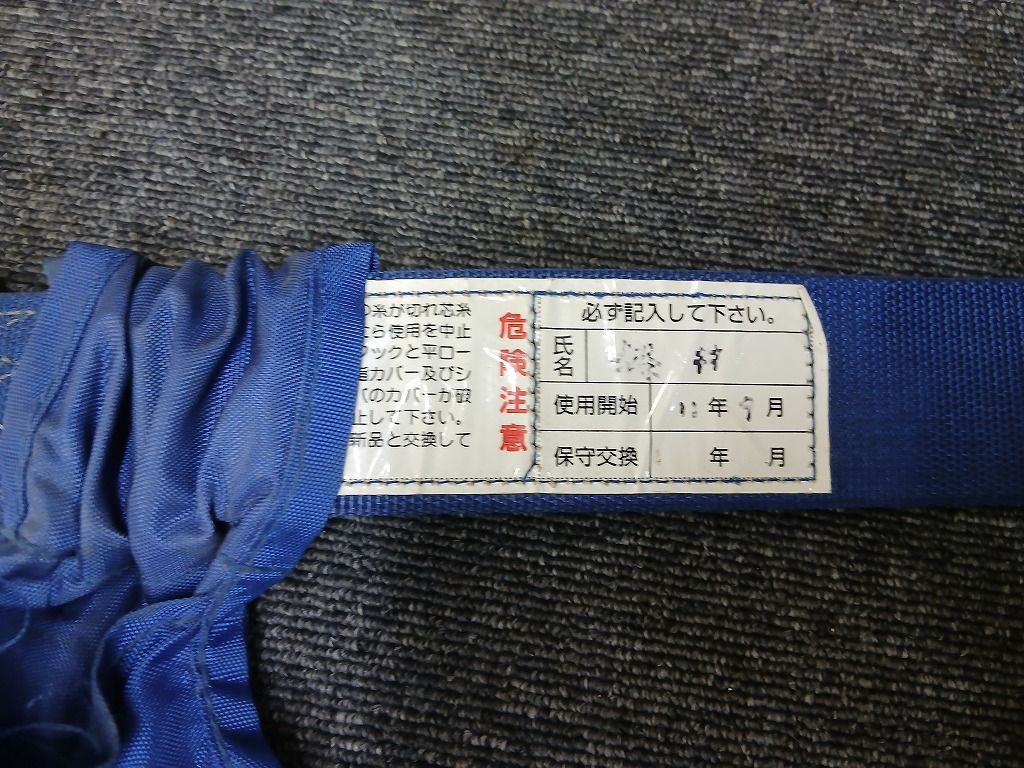 の糸が切れ芯糸
ら使用を中止
フックと平ロー
カバー及びシ
のカバーが破
止して下さい。
新品と交換して
危険注意
必ず記入して下さい。
氏名
使用開始 年 9月
保守交換 年 月